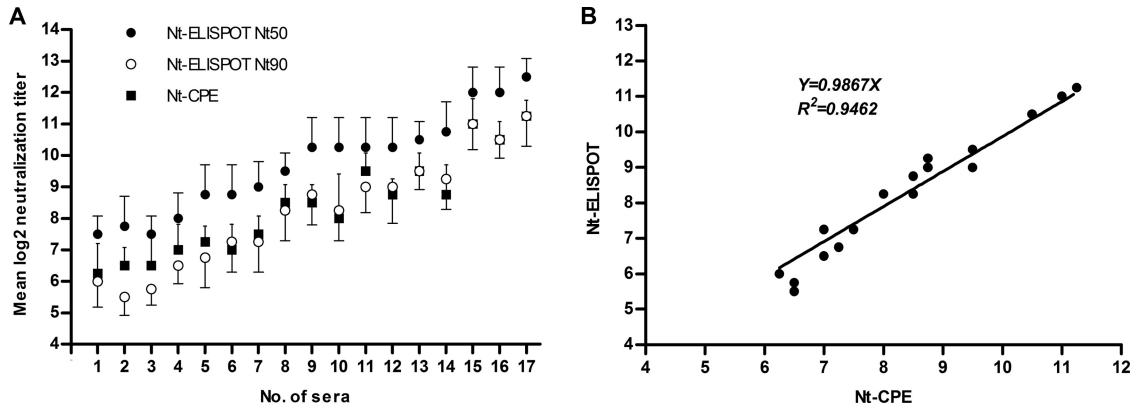 A
Nt-ELISPOT Nt50
Nt-ELISPOT Nt90
Nt-CPE
Mean log2 neutralization titer
14
13
12
11
10
9
8
7
6
5
4
1 2 3 4 5 6 7 8 9 10 11 12 13 14 15 16 17
No. of sera
B
Y=0.9867X
R²=0.9462
Nt-ELISPOT
13
12
11
10
9
8
7
6
5
4
4 5 6 7 8 9 10 11 12
Nt-CPE